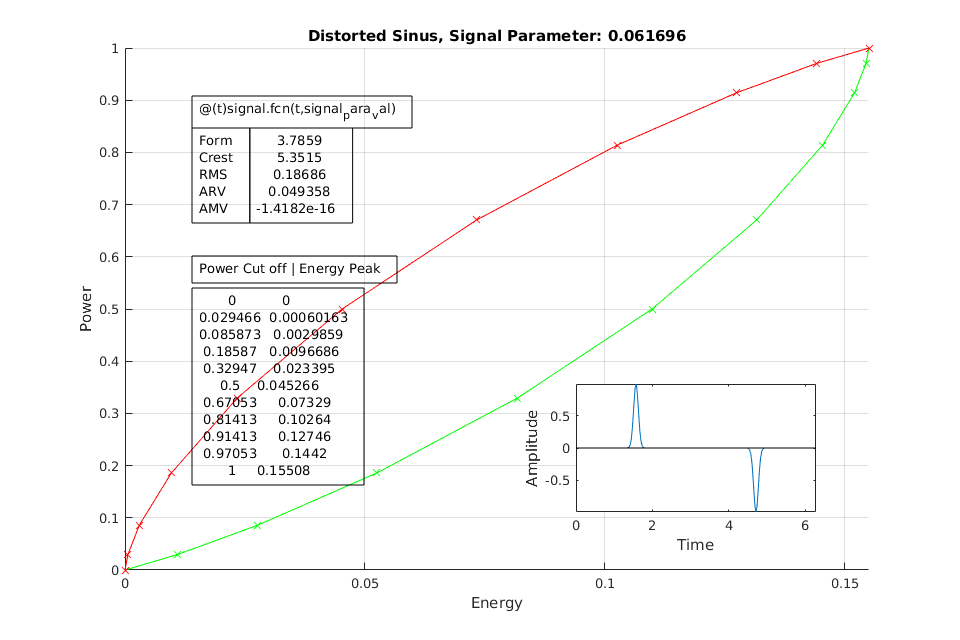 Distorted Sinus, Signal Parameter: 0.061696
1
0.9
0.8
0.7
0.6
0.5
0.4
0.3
0.2
0.1
0
Power
@(t)signal.fcn(t,signalpara_val)
Form 3.7859
Crest 5.3515
RMS 0.18686
ARV 0.049358
AMV -1.4182e-16
Power Cut off | Energy Peak
0 0
0.029466 0.00060163
0.085873 0.0029859
0.18587 0.0096686
0.32947 0.023395
0.5 0.045266
0.67053 0.07329
0.81413 0.10264
0.91413 0.12746
0.97053 0.1442
1 0.15508
0.5
0
-0.5
Amplitude
0 2 4 6
Time
0 0.05 0.1 0.15
Energy